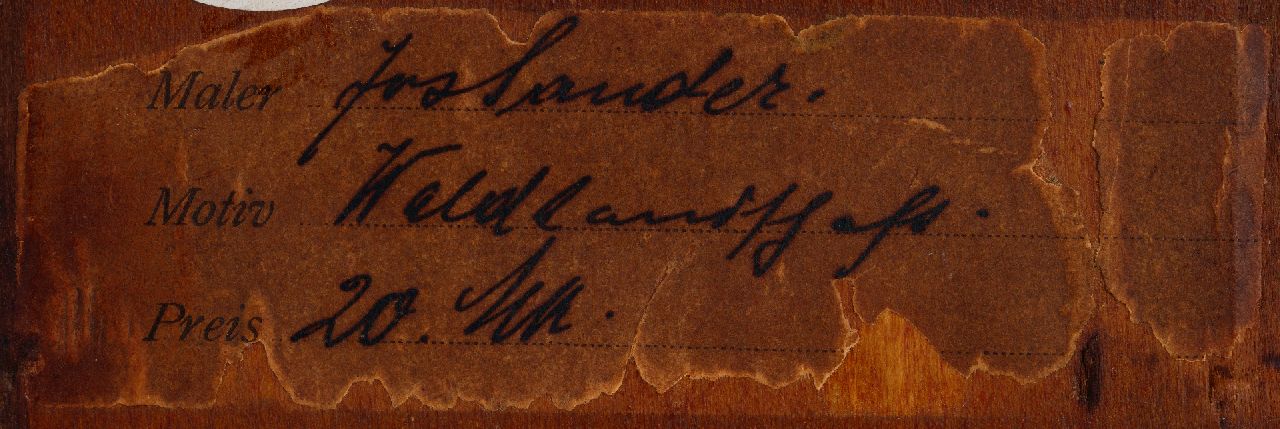 Maler Jos Sander.
Motiv Waldlandschaft.
Preis 20. Mk.